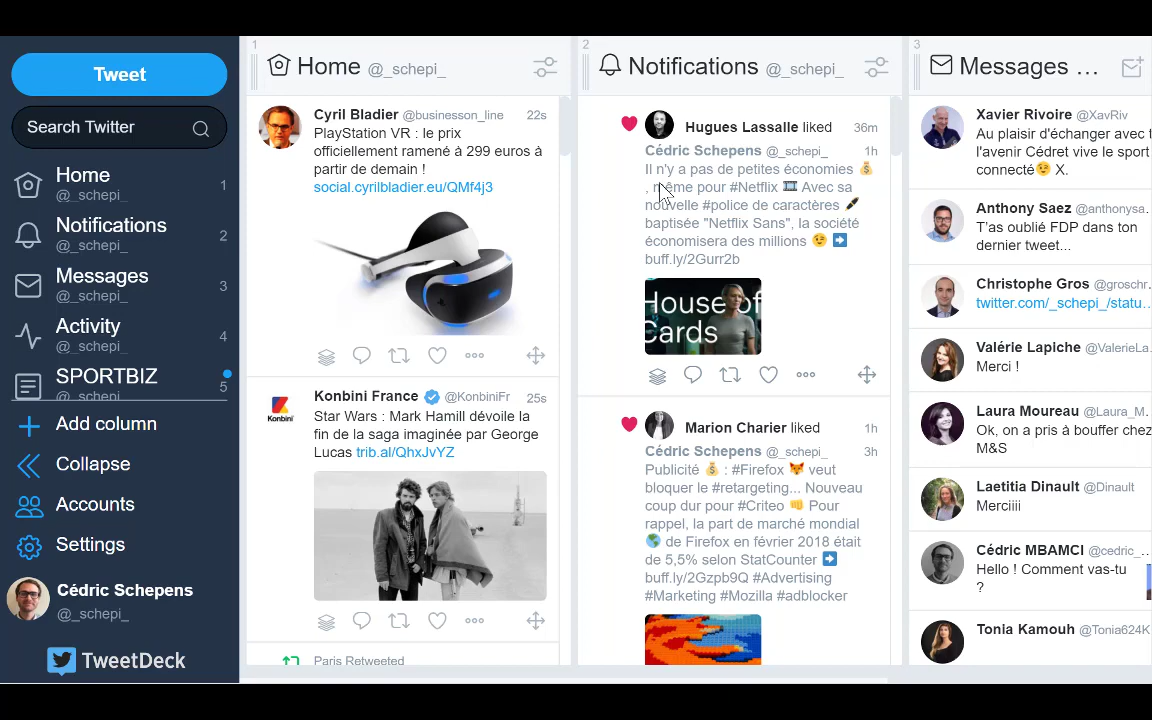 Tweet
Search Twitter
Home
@_schepi_
1
Notifications
@_schepi_
2
Messages
@_schepi_
3
Activity
@_schepi_
4
SPORTBIZ
@_schepi_
5
Add column
Collapse
Accounts
Settings
Cédric Schepens
@_schepi_
TweetDeck
1
Home @_schepi_
Cyril Bladier @businesson_line 22s
PlayStation VR : le prix
officiellement ramené à 299 euros à
partir de demain !
social.cyrilbladier.eu/QMf4j3
Konbini France @KonbiniFr 25s
Konbini
Star Wars : Mark Hamill dévoile la
fin de la saga imaginée par George
Lucas trib.al/QhxJvYZ
Paris Retweeted
2
Notifications @_schepi_
Hugues Lassalle liked 36m
Cédric Schepens @_schepi_ 1h
Il n'y a pas de petites économies 💰
, même pour #Netflix 🎞 Avec sa
nouvelle #police de caractères 🖋
baptisée "Netflix Sans", la société
économisera des millions 😉 ➡
buff.ly/2Gurr2b
House of
Cards
Marion Charier liked 1h
Cédric Schepens @_schepi_ 3h
Publicité 💰 : #Firefox 🦊 veut
bloquer le #retargeting... Nouveau
coup dur pour #Criteo 👊 Pour
rappel, la part de marché mondial
🌎 de Firefox en février 2018 était
de 5,5% selon StatCounter ➡
buff.ly/2Gzpb9Q #Advertising
#Marketing #Mozilla #adblocker
3
Messages ...
Xavier Rivoire @XavRiv
Au plaisir d'échanger avec t
l'avenir Cédret vive le sport
connecté😉 X.
Anthony Saez @anthonysa.
T'as oublié FDP dans ton
dernier tweet...
Christophe Gros @groschr.
twitter.com/_schepi_/statu..
Valérie Lapiche @ValerieLa.
Merci !
Laura Moureau @Laura_M.
Ok, on a pris à bouffer chez
M&S
Laetitia Dinault @Dinault
Merciiii
Cédric MBAMCI @cedric_..
Hello ! Comment vas-tu
?
Tonia Kamouh @Tonia624K